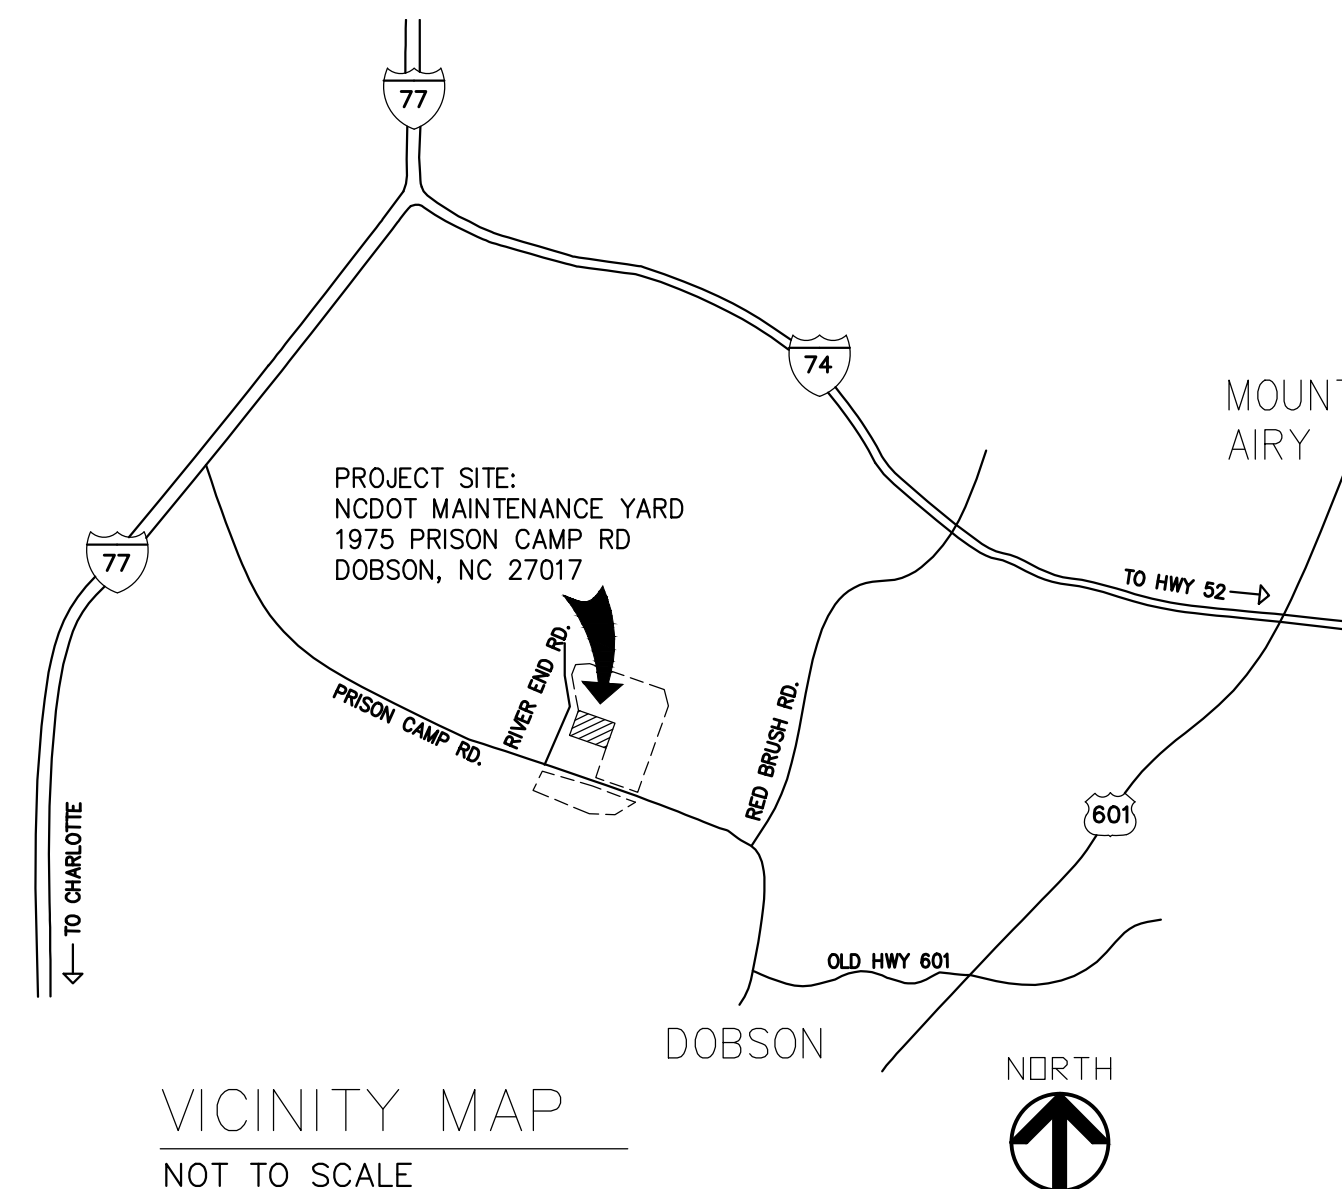 77
74
MOUNT
AIRY
PROJECT SITE:
NCDOT MAINTENANCE YARD
1975 PRISON CAMP RD
DOBSON, NC 27017
77
TO HWY 52
RIVER END RD.
PRISON CAMP RD.
RED BRUSH RD.
601
TO CHARLOTTE
OLD HWY 601
DOBSON
NORTH
VICINITY MAP
NOT TO SCALE